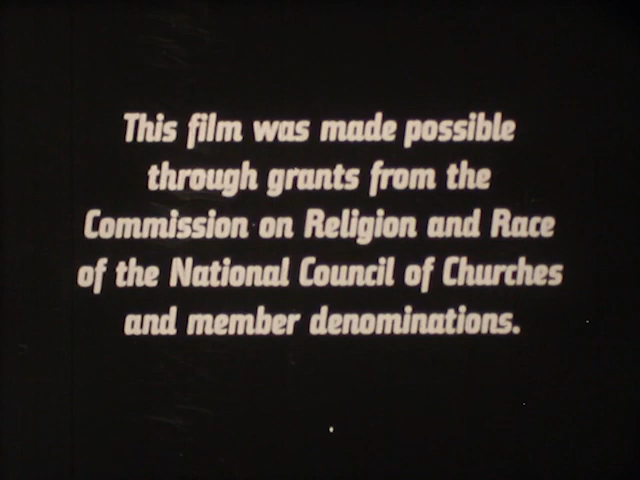 This film was made possible
through grants from the
Commission on Religion and Race
of the National Council of Churches
and member denominations.